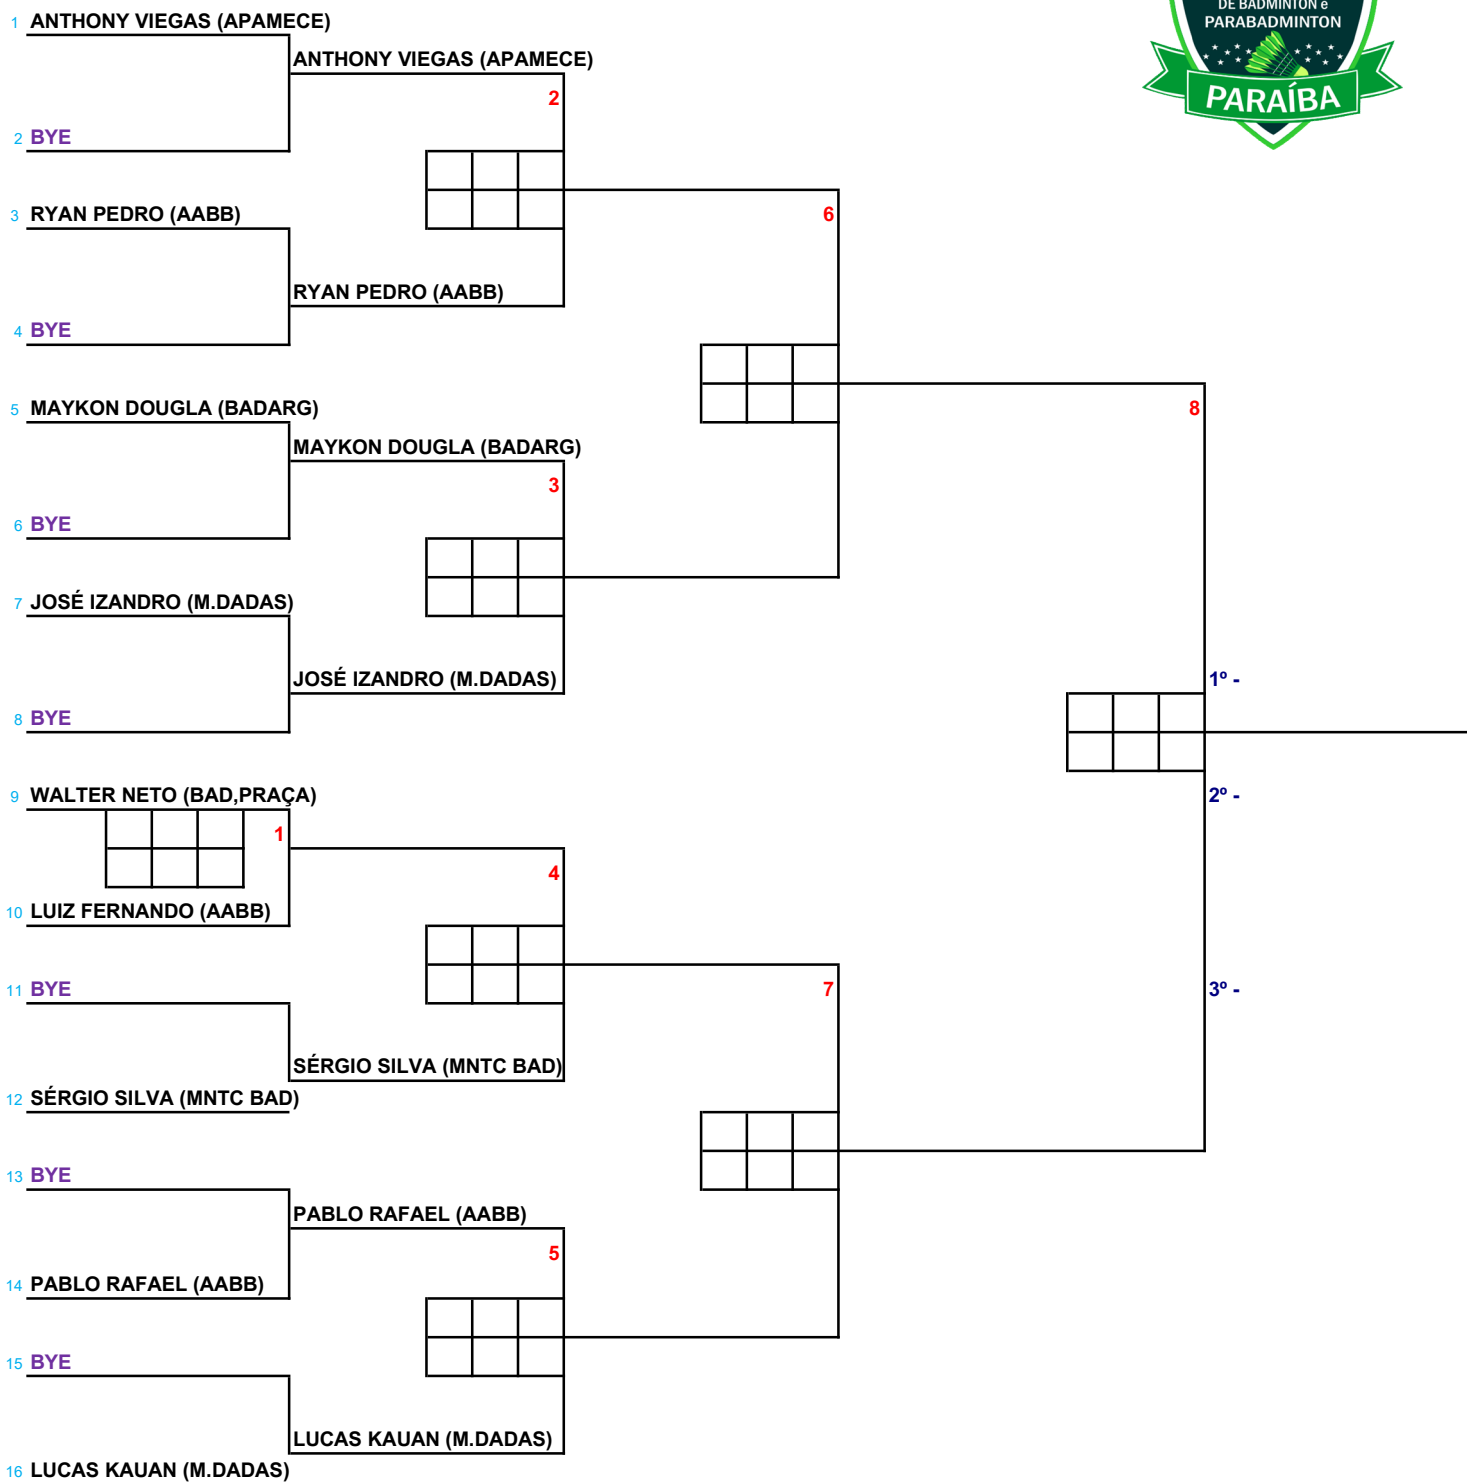 DE BADMINTON e
PARABADMINTON
PARAÍBA
1 ANTHONY VIEGAS (APAMECE)
ANTHONY VIEGAS (APAMECE)
2
2 BYE
3 RYAN PEDRO (AABB)
6
RYAN PEDRO (AABB)
4 BYE
5 MAYKON DOUGLA (BADARG)
8
MAYKON DOUGLA (BADARG)
3
6 BYE
7 JOSÉ IZANDRO (M.DADAS)
JOSÉ IZANDRO (M.DADAS)
1º -
8 BYE
9 WALTER NETO (BAD,PRAÇA)
2º -
1
4
10 LUIZ FERNANDO (AABB)
11 BYE
7
3º -
SÉRGIO SILVA (MNTC BAD)
12 SÉRGIO SILVA (MNTC BAD)
13 BYE
PABLO RAFAEL (AABB)
5
14 PABLO RAFAEL (AABB)
15 BYE
LUCAS KAUAN (M.DADAS)
16 LUCAS KAUAN (M.DADAS)